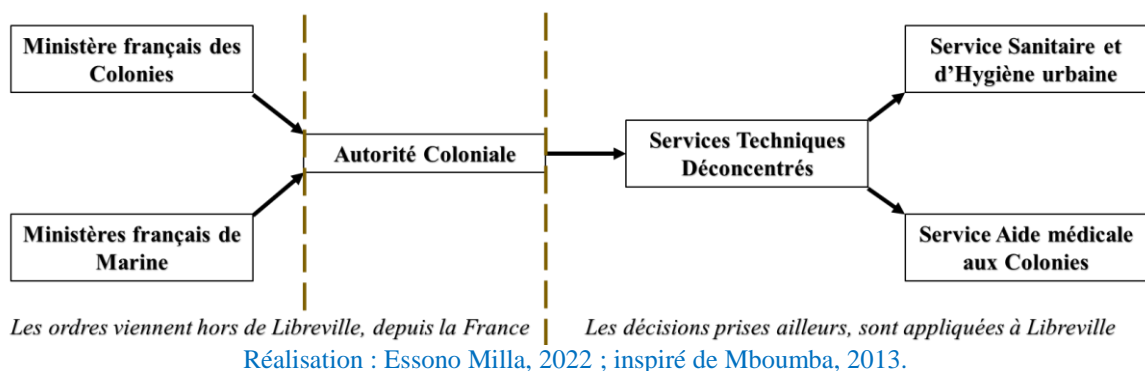 Ministère français des
Colonies
Service Sanitaire et
d'Hygiène urbaine
Autorité Coloniale
Services Techniques
Déconcentrés
Ministères français de
Marine
Service Aide médicale
aux Colonies
Les ordres viennent hors de Libreville, depuis la France
Les décisions prises ailleurs, sont appliquées à Libreville
Réalisation : Essono Milla, 2022 ; inspiré de Mboumba, 2013.